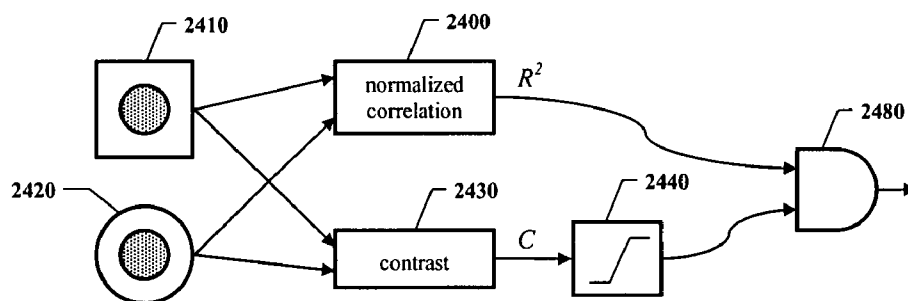 2410
2400
normalized
correlation
R²
2480
2420
2430
2440
contrast
C